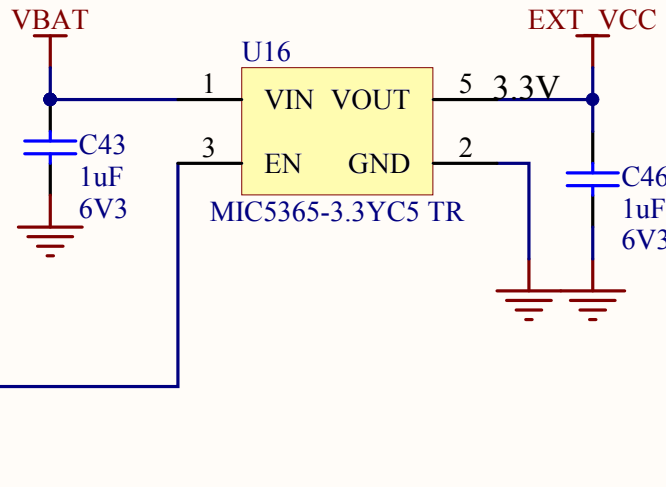 VBAT
EXT_VCC
U16
1
VIN
VOUT
5
3.3V
3
EN
GND
2
C43
1uF
6V3
MIC5365-3.3YC5 TR
C46
1uF
6V3